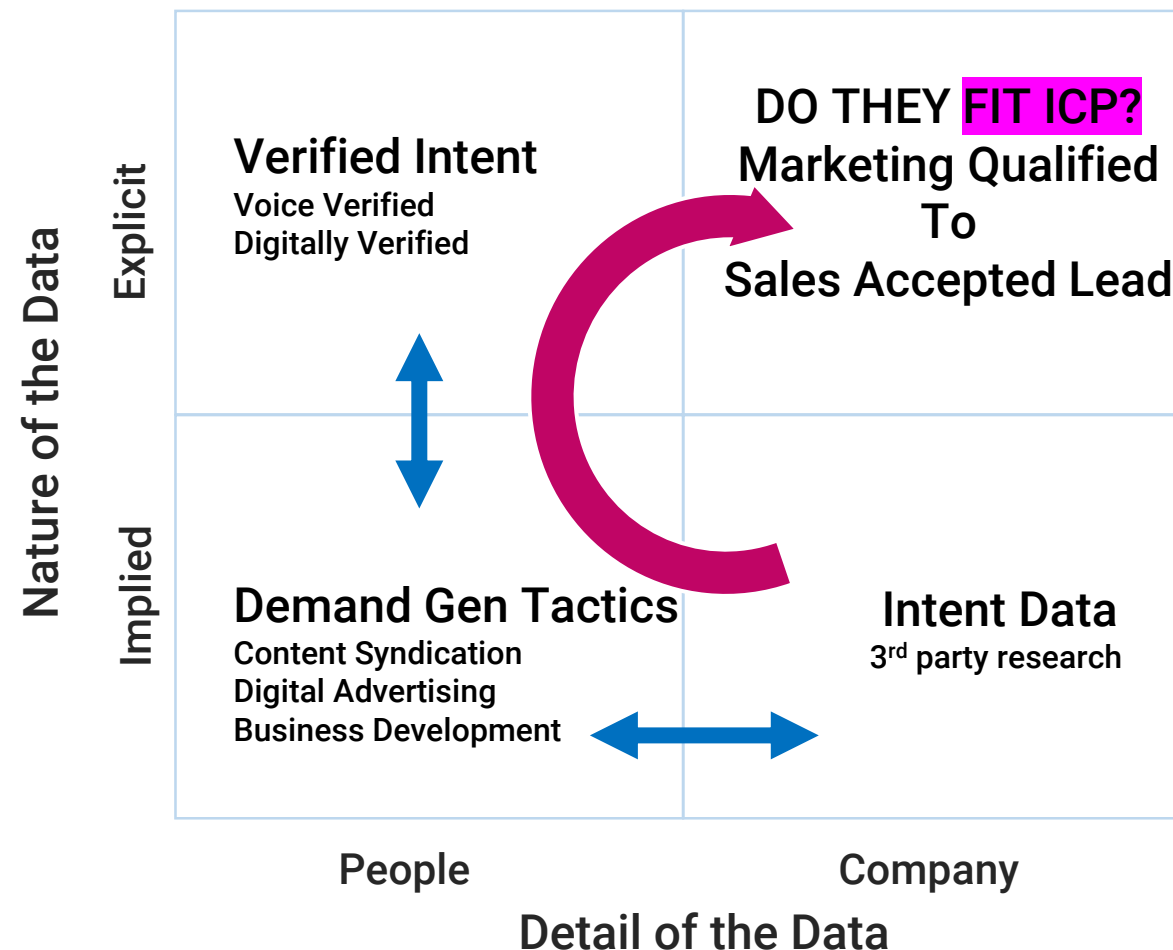 Nature of the Data
Explicit
Implied
Verified Intent
Voice Verified
Digitally Verified
DO THEY FIT ICP?
Marketing Qualified
To
Sales Accepted Lead
Demand Gen Tactics
Content Syndication
Digital Advertising
Business Development
Intent Data
3rd party research
People
Company
Detail of the Data